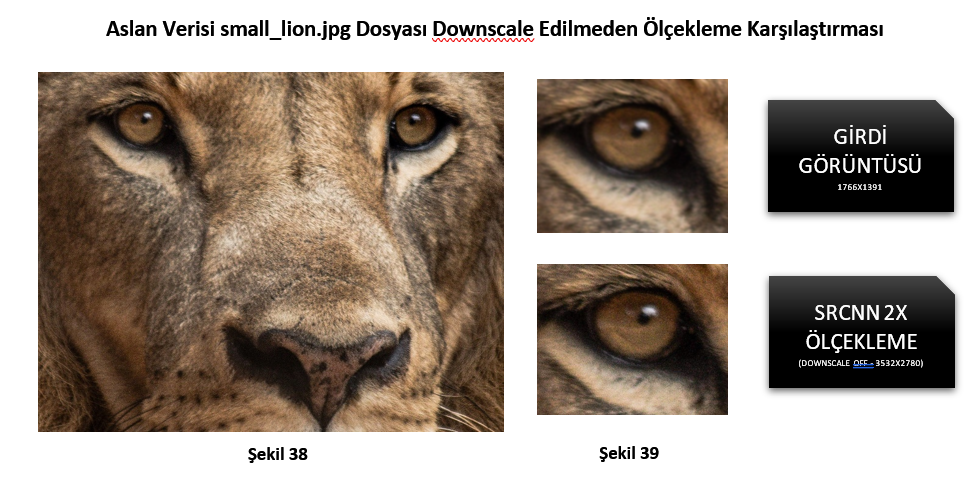 Aslan Verisi small_lion.jpg Dosyası Downscale Edilmeden Ölçekleme Karşılaştırması
GİRDİ
GÖRÜNTÜSÜ
1766X1391
SRCNN 2X
ÖLÇEKLEME
(DOWNSCALE OFF - 3532X2780)
Şekil 38
Şekil 39